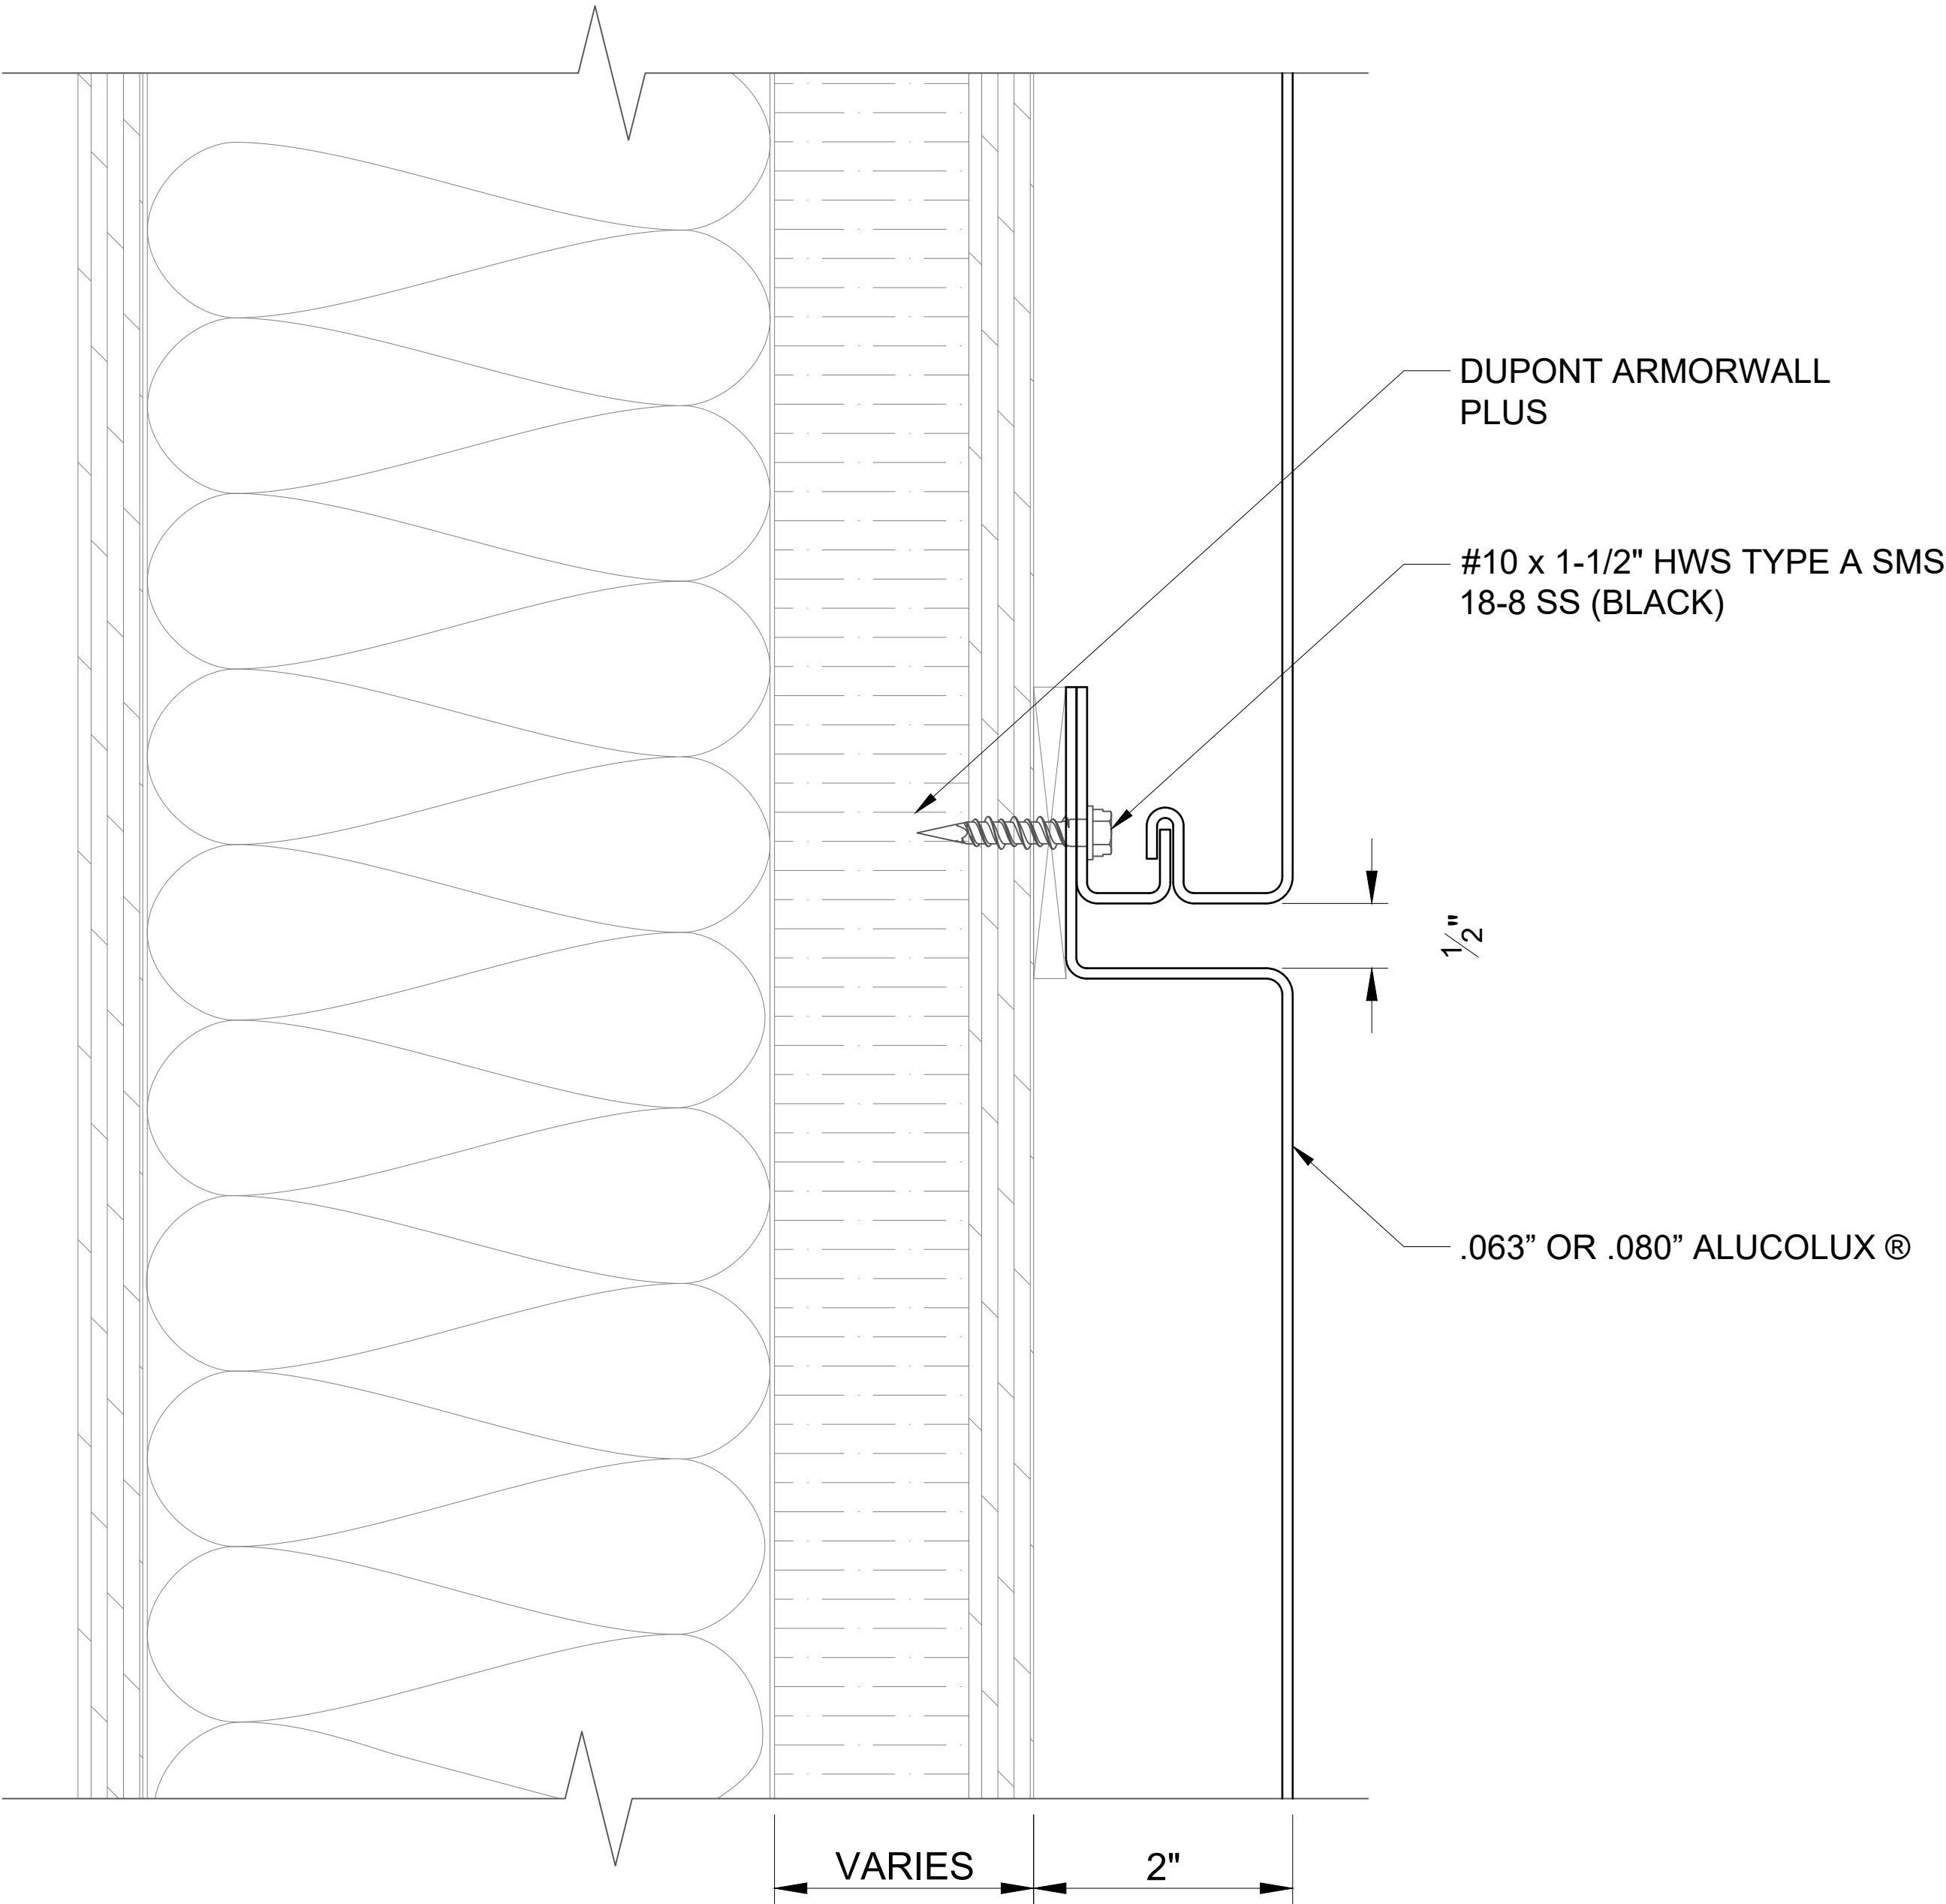 DUPONT ARMORWALL
PLUS
#10 x 1-1/2" HWS TYPE A SMS
18-8 SS (BLACK)
1/2"
.063” OR .080” ALUCOLUX ®
VARIES
2"